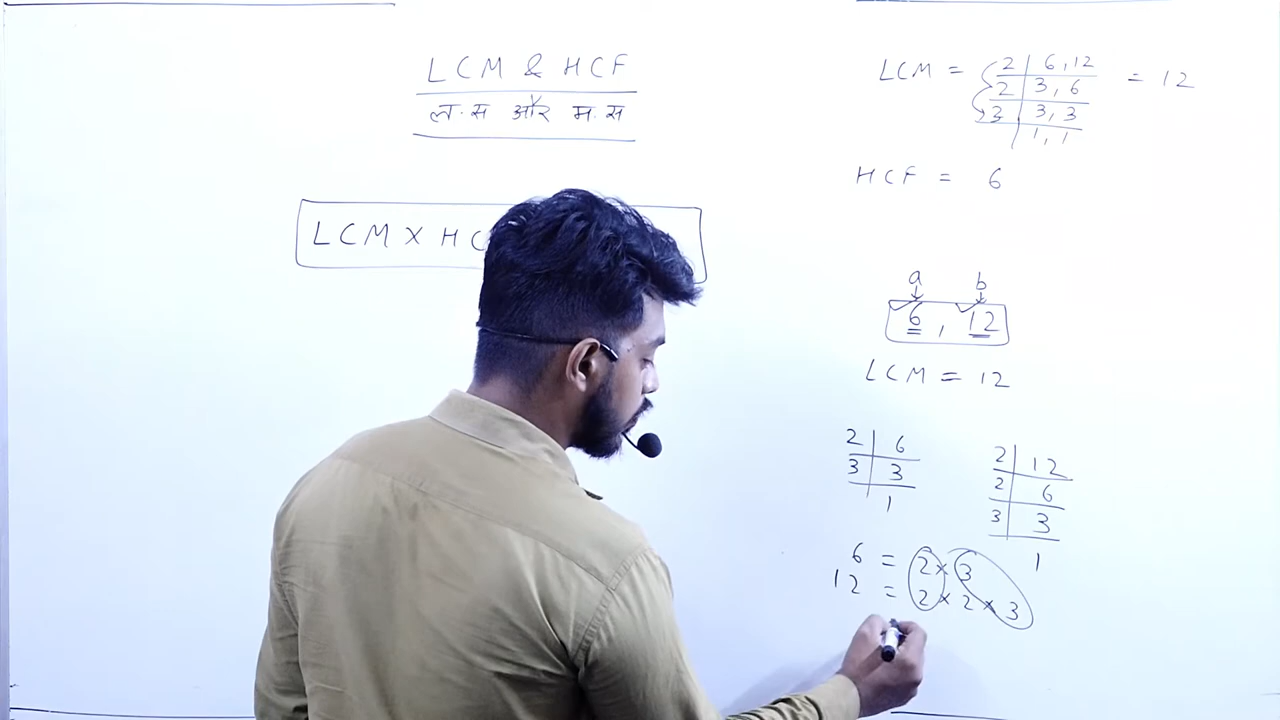 LCM & HCF
ल.स और म.स
LCM X HC
LCM = 2 | 6, 12 = 12
2 | 3, 6
3 | 3, 3
1, 1
HCF = 6
a b
6, 12
LCM = 12
2 | 6
3 | 3
1
2 | 12
2 | 6
3 | 3
1
6 = 2 x 3
12 = 2 x 2 x 3